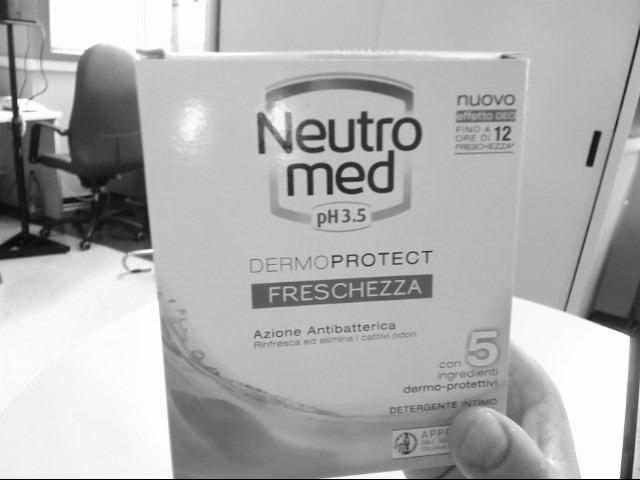 Neutro
med
pH 3.5
nuovo
effetto DEO
FINO A
ORE DI 12
FRESCHEZZA*
DERMOPROTECT
FRESCHEZZA
Azione Antibatterica
Rinfresca ed elimina i cattivi odori
con 5
ingredienti
dermo-protettivi
DETERGENTE INTIMO